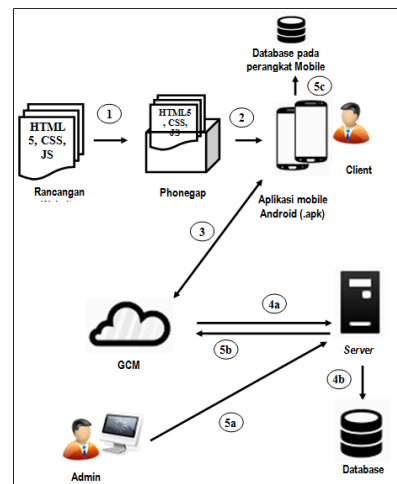 Database pada
perangkat Mobile
5c
HTML
5, CSS,
JS
1
HTML5
, CSS,
JS
2
Client
Rancangan
Phonegap
Aplikasi mobile
Android (.apk)
3
4a
GCM
5b
Server
4b
5a
Admin
Database